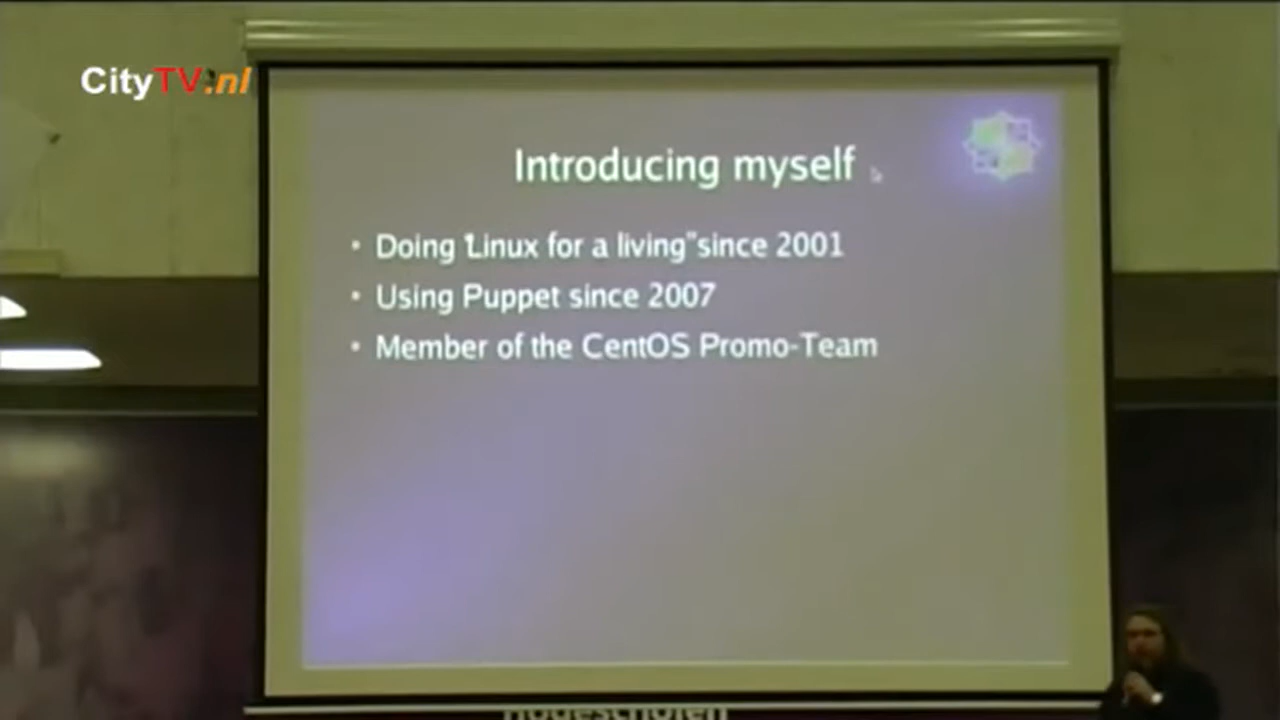 CityTV.nl
Introducing myself
• Doing "Linux for a living" since 2001
• Using Puppet since 2007
• Member of the CentOS Promo-Team